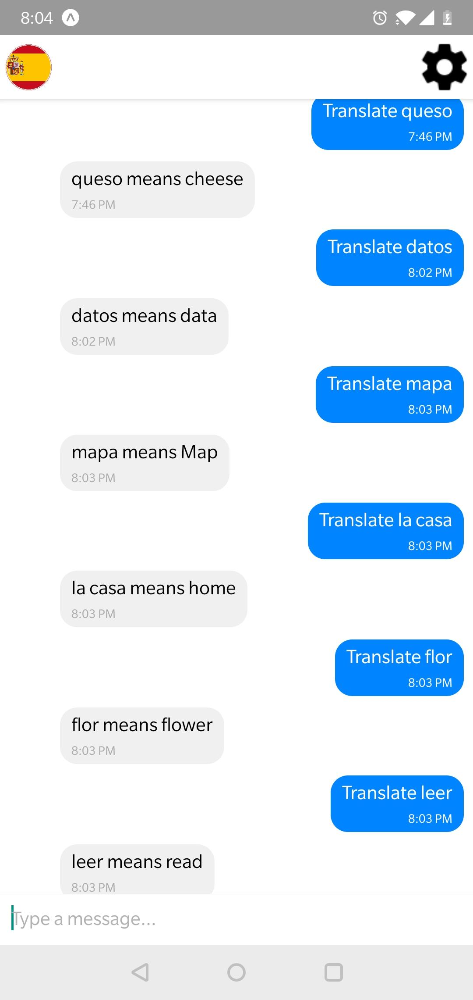 8:04
Translate queso
7:46 PM
queso means cheese
7:46 PM
Translate datos
8:02 PM
datos means data
8:02 PM
Translate mapa
8:03 PM
mapa means Map
8:03 PM
Translate la casa
8:03 PM
la casa means home
8:03 PM
Translate flor
8:03 PM
flor means flower
8:03 PM
Translate leer
8:03 PM
leer means read
8:03 PM
Type a message...